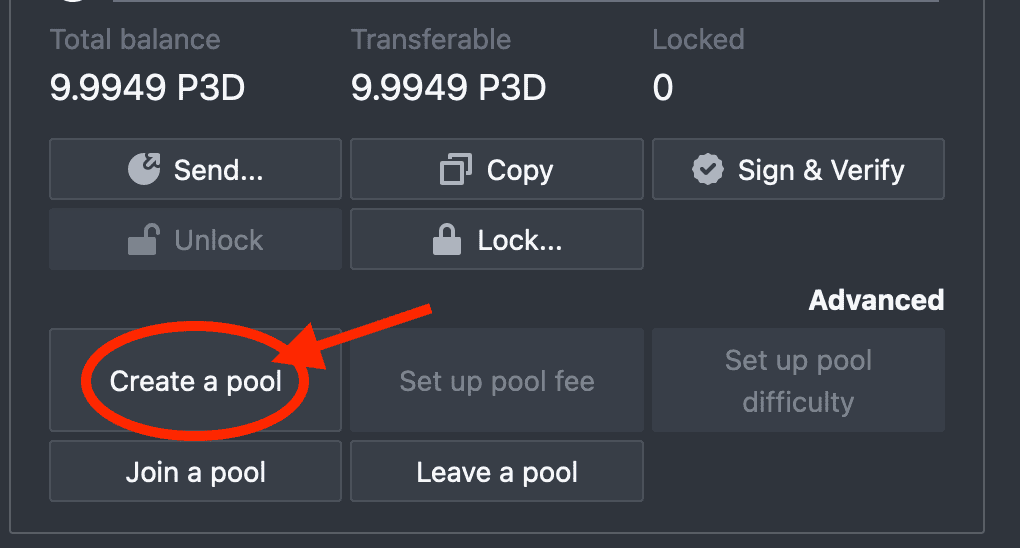 Total balance Transferable Locked
9.9949 P3D 9.9949 P3D 0
Send... Copy Sign & Verify
Unlock Lock...
Advanced
Create a pool Set up pool fee Set up pool
difficulty
Join a pool Leave a pool